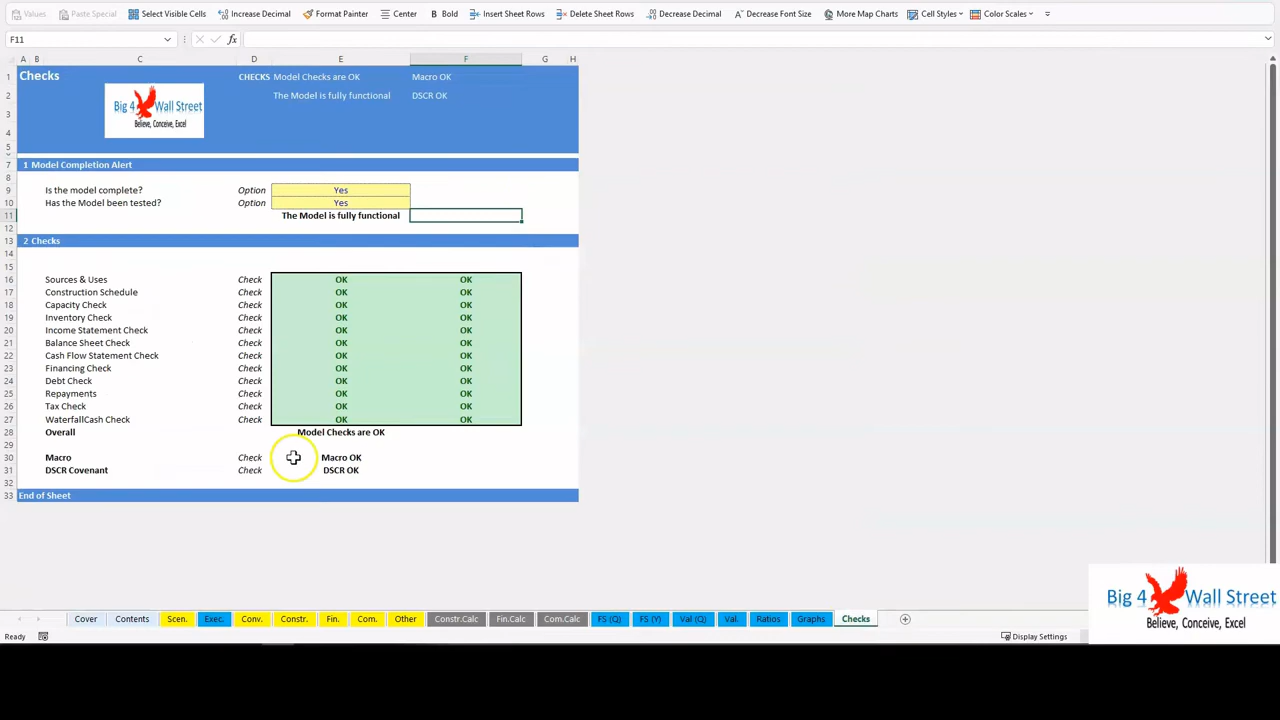 Values Paste Special Select Visible Cells Increase Decimal Format Painter Center B Bold Insert Sheet Rows Delete Sheet Rows Decrease Decimal Decrease Font Size More Map Charts Cell Styles Color Scales
F11 fx
A B C D E F G H
1 Checks CHECKS Model Checks are OK Macro OK
2 The Model is fully functional DSCR OK
Big 4 Wall Street
Believe, Conceive, Excel
3
4
5
7 1 Model Completion Alert
8
9 Is the model complete? Option Yes
10 Has the Model been tested? Option Yes
11 The Model is fully functional
12
13 2 Checks
14
15
16 Sources & Uses Check OK OK
17 Construction Schedule Check OK OK
18 Capacity Check Check OK OK
19 Inventory Check Check OK OK
20 Income Statement Check Check OK OK
21 Balance Sheet Check Check OK OK
22 Cash Flow Statement Check Check OK OK
23 Financing Check Check OK OK
24 Debt Check Check OK OK
25 Repayments Check OK OK
26 Tax Check Check OK OK
27 WaterfallCash Check Check OK OK
28 Overall Model Checks are OK
29
30 Macro Check Macro OK
31 DSCR Covenant Check DSCR OK
32
33 End of Sheet
Big 4 Wall Street
Believe, Conceive, Excel
Cover Contents Scen. Exec. Conv. Constr. Fin. Com. Other Constr.Calc Fin.Calc Com.Calc FS (Q) FS (Y) Val (Q) Val. Ratios Graphs Checks
Ready Display Settings